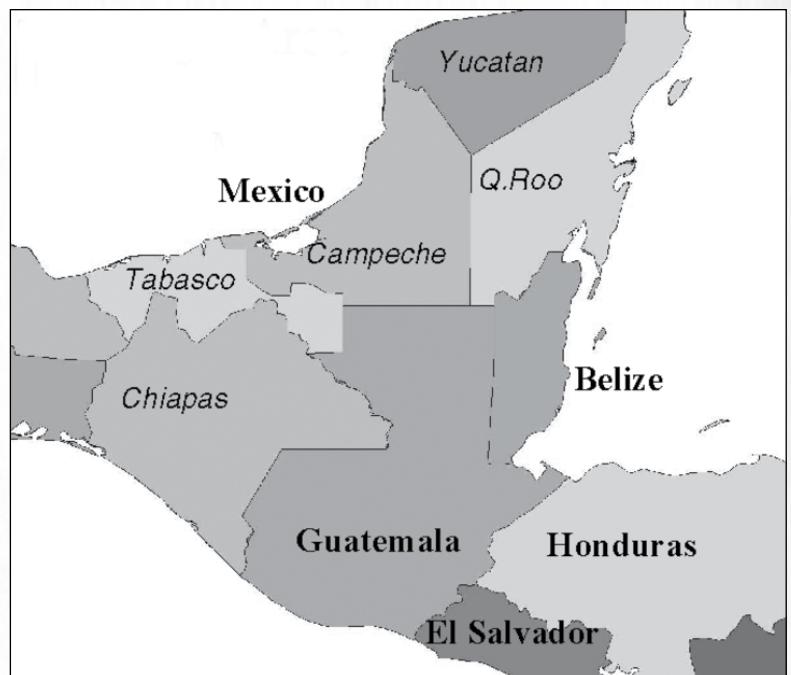 Yucatan
Q.Roo
Mexico
Campeche
Tabasco
Belize
Chiapas
Guatemala
Honduras
El Salvador